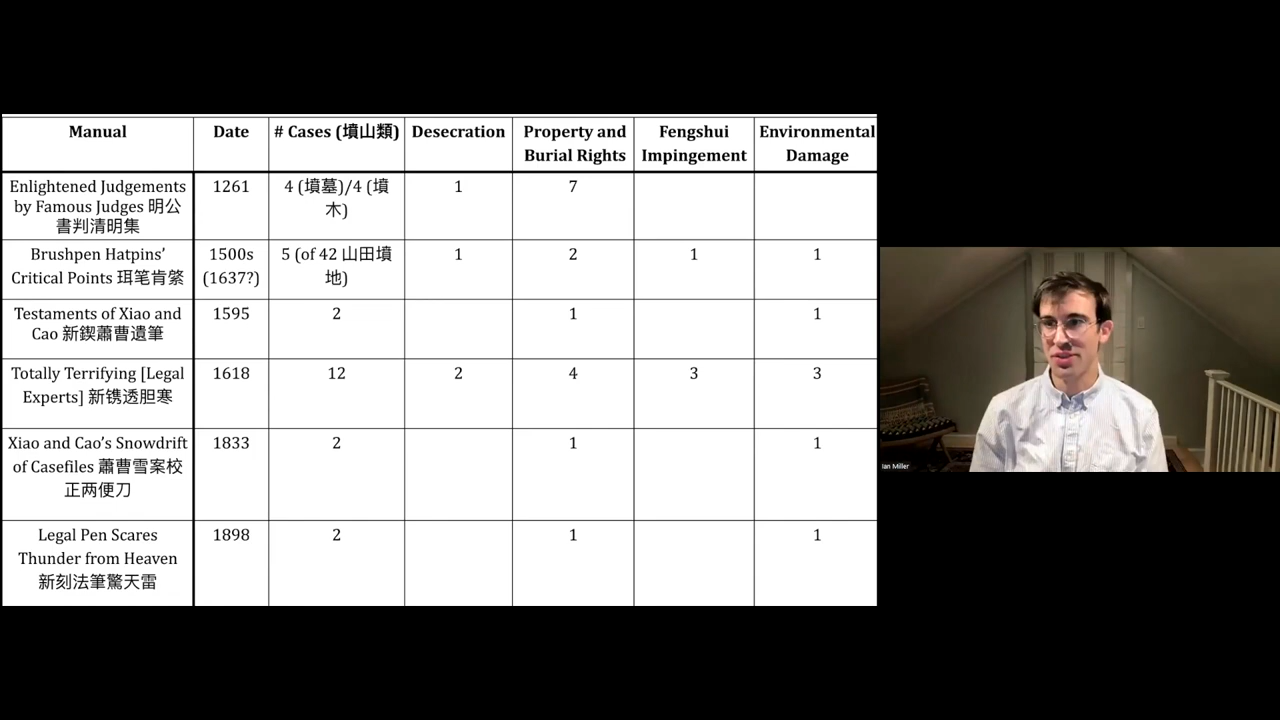 Manual Date # Cases (墳山類) Desecration Property and Burial Rights Fengshui Impingement Environmental Damage
Enlightened Judgements
by Famous Judges 明公
書判清明集
1261
4 (墳墓)/4 (墳
木)
1
7
Brushpen Hatpins’
Critical Points 珥笔肯綮
1500s
(1637?)
5 (of 42 山田墳
地)
1
2
1
1
Testaments of Xiao and
Cao 新鍥蕭曹遺筆
1595
2
1
1
Totally Terrifying [Legal
Experts] 新镌透胆寒
1618
12
2
4
3
3
Xiao and Cao’s Snowdrift
of Casefiles 蕭曹雪案校
正两便刀
1833
2
1
1
Legal Pen Scares
Thunder from Heaven
新刻法筆驚天雷
1898
2
1
1
Ian Miller